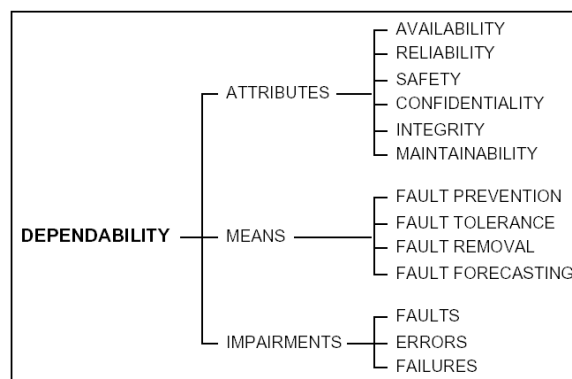 DEPENDABILITY
ATTRIBUTES
AVAILABILITY
RELIABILITY
SAFETY
CONFIDENTIALITY
INTEGRITY
MAINTAINABILITY
MEANS
FAULT PREVENTION
FAULT TOLERANCE
FAULT REMOVAL
FAULT FORECASTING
IMPAIRMENTS
FAULTS
ERRORS
FAILURES